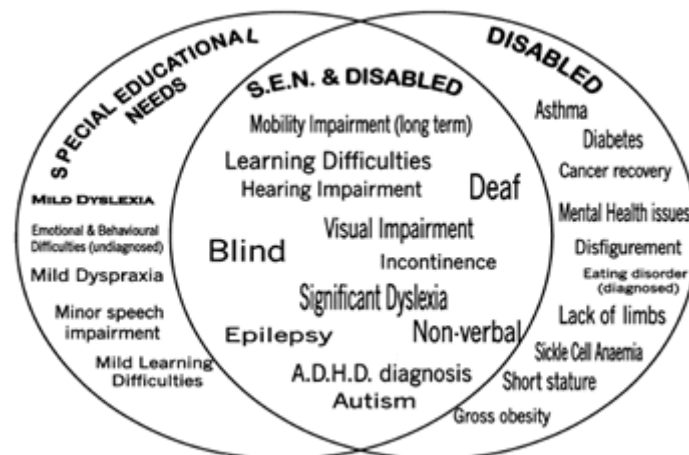 SPECIAL EDUCATIONAL
NEEDS
MILD DYSLEXIA
Emotional & Behavioural
Difficulties (undiagnosed)
Mild Dyspraxia
Minor speech
impairment
Mild Learning
Difficulties
S.E.N. & DISABLED
Mobility Impairment (long term)
Learning Difficulties
Hearing Impairment
Deaf
Visual Impairment
Blind
Incontinence
Significant Dyslexia
Epilepsy
Non-verbal
A.D.H.D. diagnosis
Autism
DISABLED
Asthma
Diabetes
Cancer recovery
Mental Health issues
Disfigurement
Eating disorder
(diagnosed)
Lack of limbs
Sickle Cell Anaemia
Short stature
Gross obesity